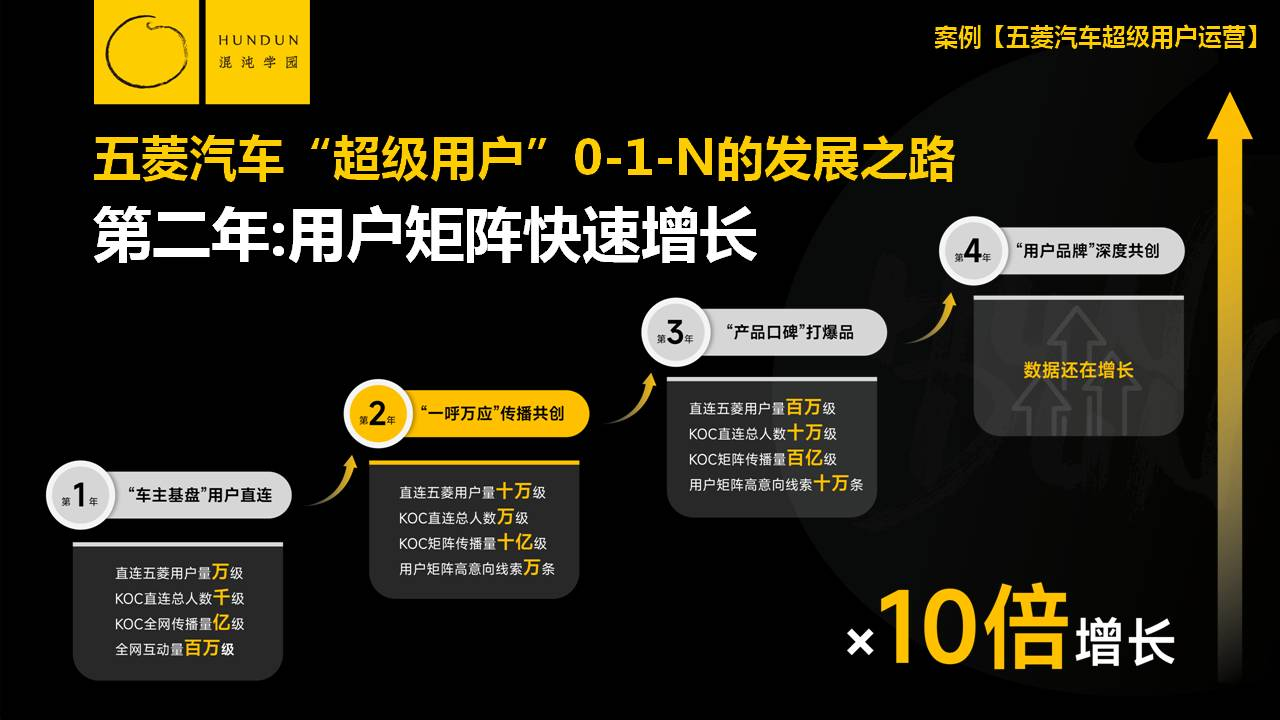 HUNDUN
混沌学园
案例【五菱汽车超级用户运营】
五菱汽车“超级用户”0-1-N的发展之路
第二年:用户矩阵快速增长
第1年 “车主基盘”用户直连
直连五菱用户量万级
KOC直连总人数千级
KOC全网传播量亿级
全网互动量百万级
第2年 “一呼万应”传播共创
直连五菱用户量十万级
KOC直连总人数万级
KOC矩阵传播量十亿级
用户矩阵高意向线索万条
第3年 “产品口碑”打爆品
直连五菱用户量百万级
KOC直连总人数十万级
KOC矩阵传播量百亿级
用户矩阵高意向线索十万条
第4年 “用户品牌”深度共创
数据还在增长
×10倍增长